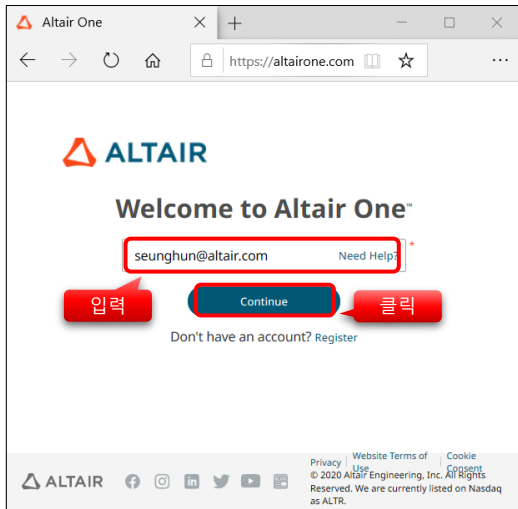 Altair One
https://altairone.com
ALTAIR
Welcome to Altair One™
seunghun@altair.com Need Help?
*
입력
Continue
클릭
Don't have an account? Register
ALTAIR
Privacy Website Terms of Use Cookie Consent
© 2020 Altair Engineering, Inc. All Rights
Reserved. We are currently listed on Nasdaq
as ALTR.